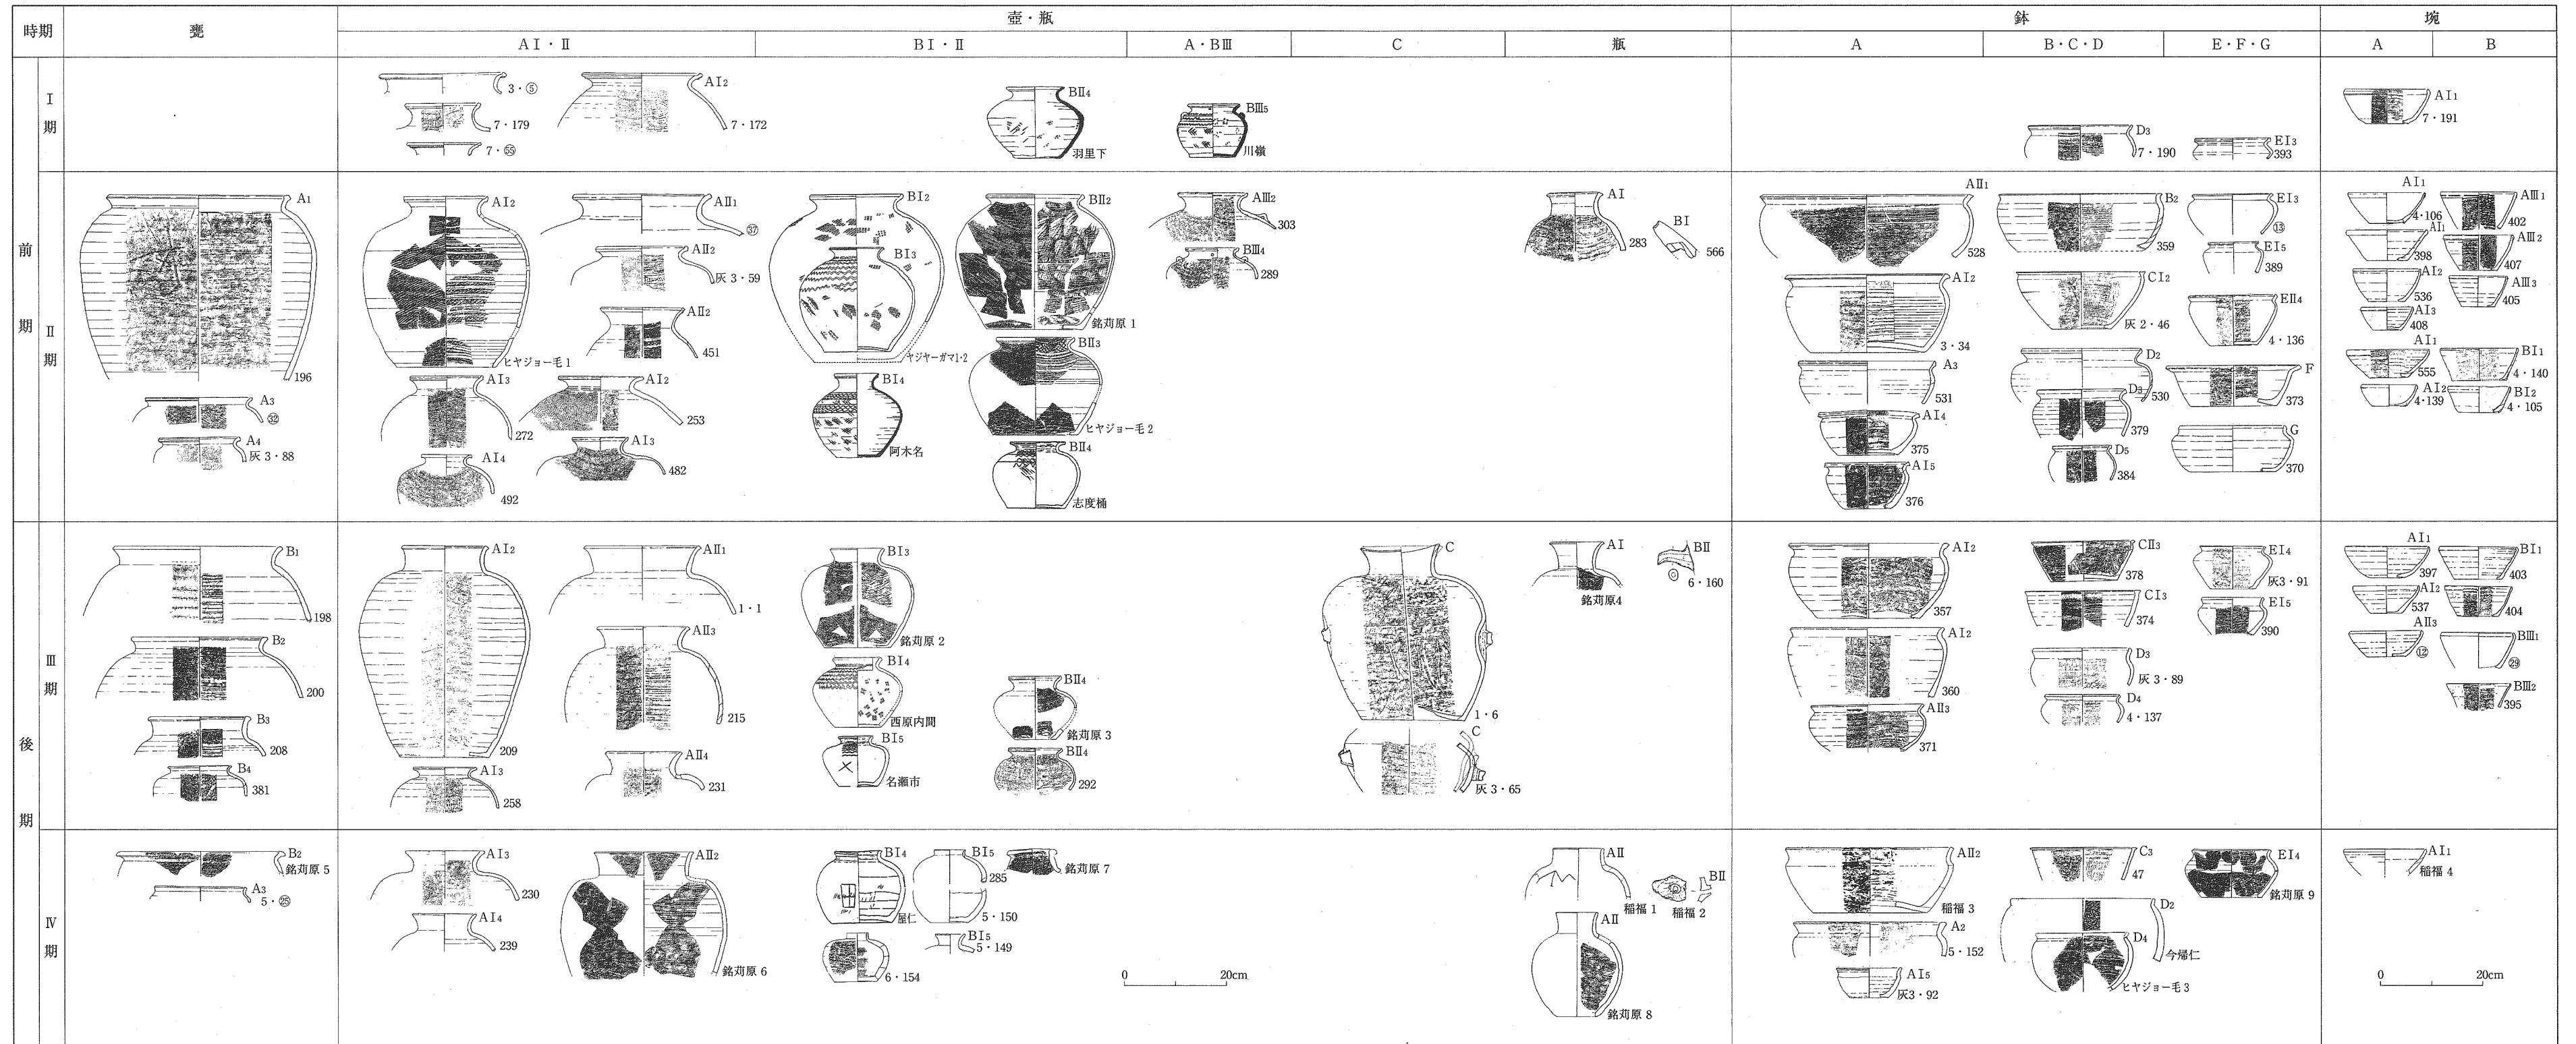 時期
甕
壺・瓶
鉢
埦
AⅠ・Ⅱ
BⅠ・Ⅱ
A・BⅢ
C
瓶
A
B・C・D
E・F・G
A
B
前期
後期
Ⅰ期
3・⑤
7・179
7・55
AⅠ2
7・172
BⅡ4
羽里下
BⅢ5
川嶺
D3
7・190
EⅠ3
393
AⅠ1
7・191
Ⅱ期
A1
196
A3
㉜
A4
灰 3・88
AⅠ2
ヒヤジョー毛 1
AⅠ3
272
AⅠ4
492
AⅡ1
㊲
AⅡ2
灰 3・59
AⅡ2
451
AⅠ2
253
AⅠ3
482
BⅠ2
BⅠ3
ヤジヤーガマ1・2
BⅠ4
阿木名
BⅡ2
銘苅原 1
BⅡ3
ヒヤジョー毛 2
BⅡ4
志度桶
AⅢ2
303
BⅢ4
289
AⅠ
283
BⅠ
566
AⅡ1
528
AⅠ2
3・34
A3
531
AⅠ4
375
AⅠ5
376
B2
359
CⅠ2
灰 2・46
D2
530
D3
379
D5
384
EⅠ3
⑬
EⅠ5
389
EⅡ4
4・136
F
373
G
370
AⅠ1
4・106
AⅠ1
398
AⅠ2
536
AⅠ3
408
AⅠ1
555
AⅠ2
4・139
AⅢ1
402
AⅢ2
407
AⅢ3
405
BⅠ1
4・140
BⅠ2
4・105
Ⅲ期
B1
198
B2
200
B3
208
B4
381
AⅠ2
209
AⅠ3
258
AⅡ1
1・1
AⅡ3
215
AⅡ4
231
BⅠ3
銘苅原 2
BⅠ4
西原内間
BⅠ5
名瀬市
BⅡ4
銘苅原 3
BⅡ4
292
C
1・6
C
灰 3・65
AⅠ
銘苅原4
BⅡ
6・160
AⅠ2
357
AⅠ2
360
AⅡ3
371
CⅡ3
378
CⅠ3
374
D3
灰 3・89
D4
4・137
EⅠ4
灰3・91
EⅠ5
390
AⅠ1
397
AⅠ2
537
AⅡ3
⑫
BⅠ1
403
404
BⅢ1
㉙
BⅢ2
395
Ⅳ期
B2
銘苅原 5
A3
5・㉕
AⅠ3
230
AⅠ4
239
AⅡ2
銘苅原 6
BⅠ4
屋仁
6・154
BⅠ5
285
5・150
BⅠ5
5・149
銘苅原 7
0 20cm
AⅡ
稲福 1
BⅡ
稲福 2
AⅡ
銘苅原 8
AⅡ2
稲福 3
A2
5・152
AⅠ5
灰3・92
C3
47
D2
今帰仁
D4
ヒヤジョー毛 3
EⅠ4
銘苅原 9
AⅠ1
稲福 4
0 20cm